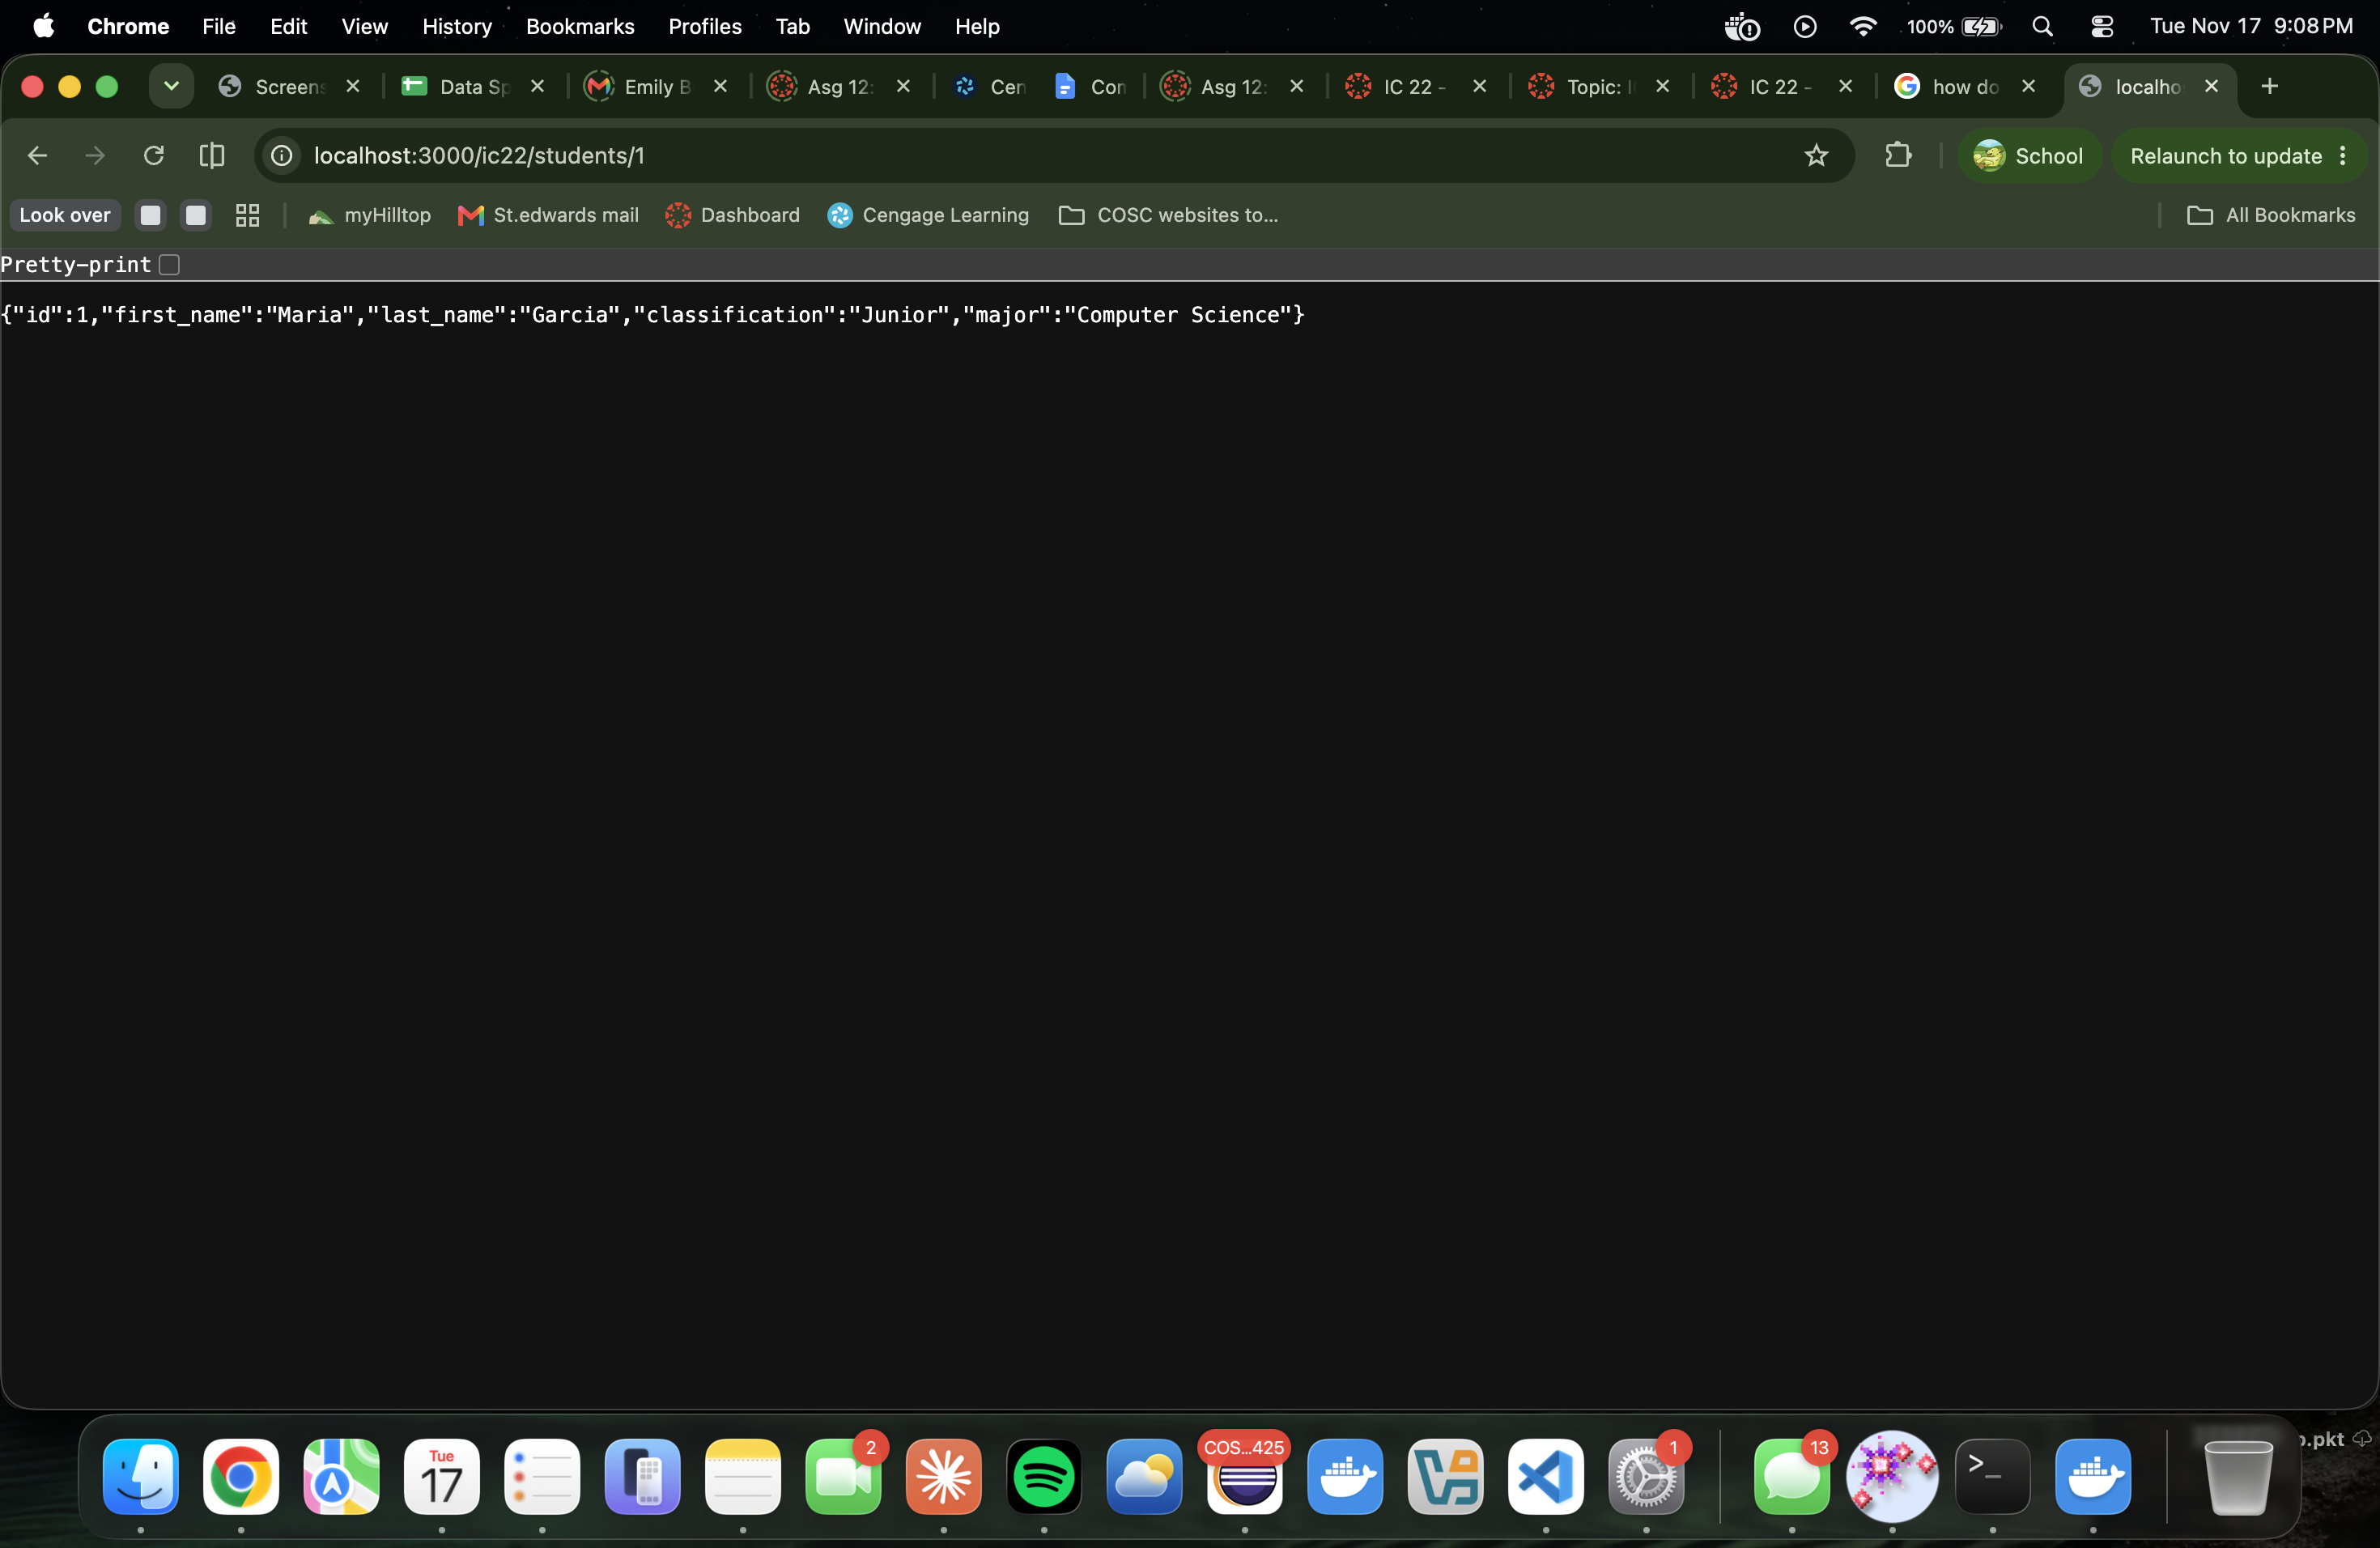 Chrome File Edit View History Bookmarks Profiles Tab Window Help 100% Tue Nov 17 9:08 PM
Screens Data Sp Emily B Asg 12: Cen Con Asg 12: IC 22 - Topic: I IC 22 - how do localho
localhost:3000/ic22/students/1 School Relaunch to update
Look over myHilltop St.edwards mail Dashboard Cengage Learning COSC websites to... All Bookmarks
Pretty-print
{"id":1,"first_name":"Maria","last_name":"Garcia","classification":"Junior","major":"Computer Science"}
2 COS...425 1 13
Tue
17
>_
.pkt